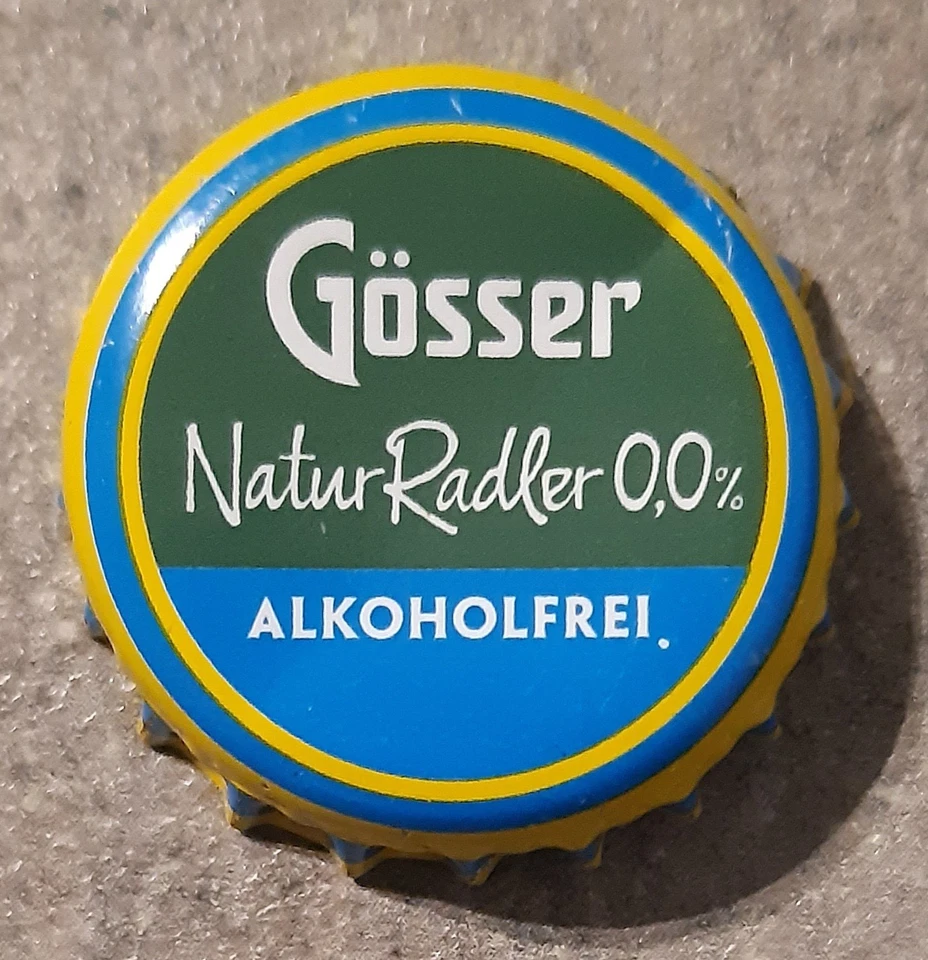 Gösser
NaturRadler 0,0%
ALKOHOLFREI.